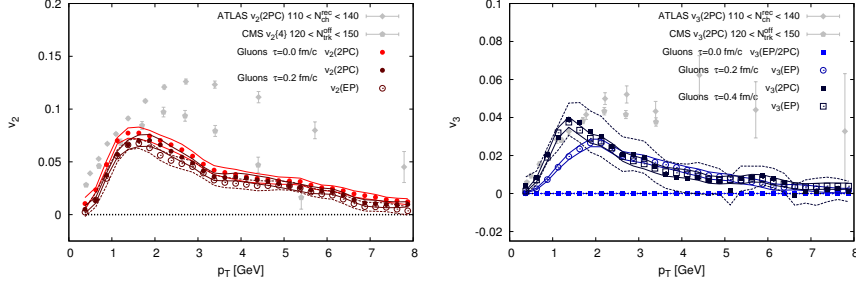 ATLAS v2(2PC) 110 < N_ch^rec < 140
CMS v2(4) 120 < N_trk^off < 150
Gluons τ=0.0 fm/c v2(2PC)
Gluons τ=0.2 fm/c v2(2PC)
v2(EP)
0.2
0.15
0.1
0.05
0
v2
0 1 2 3 4 5 6 7 8
pT [GeV]
ATLAS v3(2PC) 110 < N_ch^rec < 140
CMS v3(2PC) 120 < N_trk^off < 150
Gluons τ=0.0 fm/c v3(EP/2PC)
Gluons τ=0.2 fm/c v3(EP)
v3(2PC)
Gluons τ=0.4 fm/c
v3(EP)
0.1
0.08
0.06
0.04
0.02
0
-0.02
v3
0 1 2 3 4 5 6 7 8
pT [GeV]